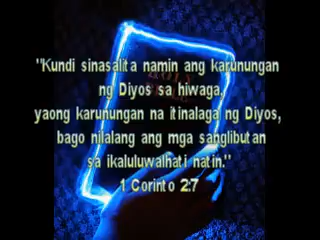 "Kundi sinasalita namin ang karunungan
ng Diyos sa hiwaga,
yaong karunungan na itinalaga ng Diyos,
bago nilalang ang mga sanglibutan
sa ikaluluwalhati natin."
1 Corinto 2:7